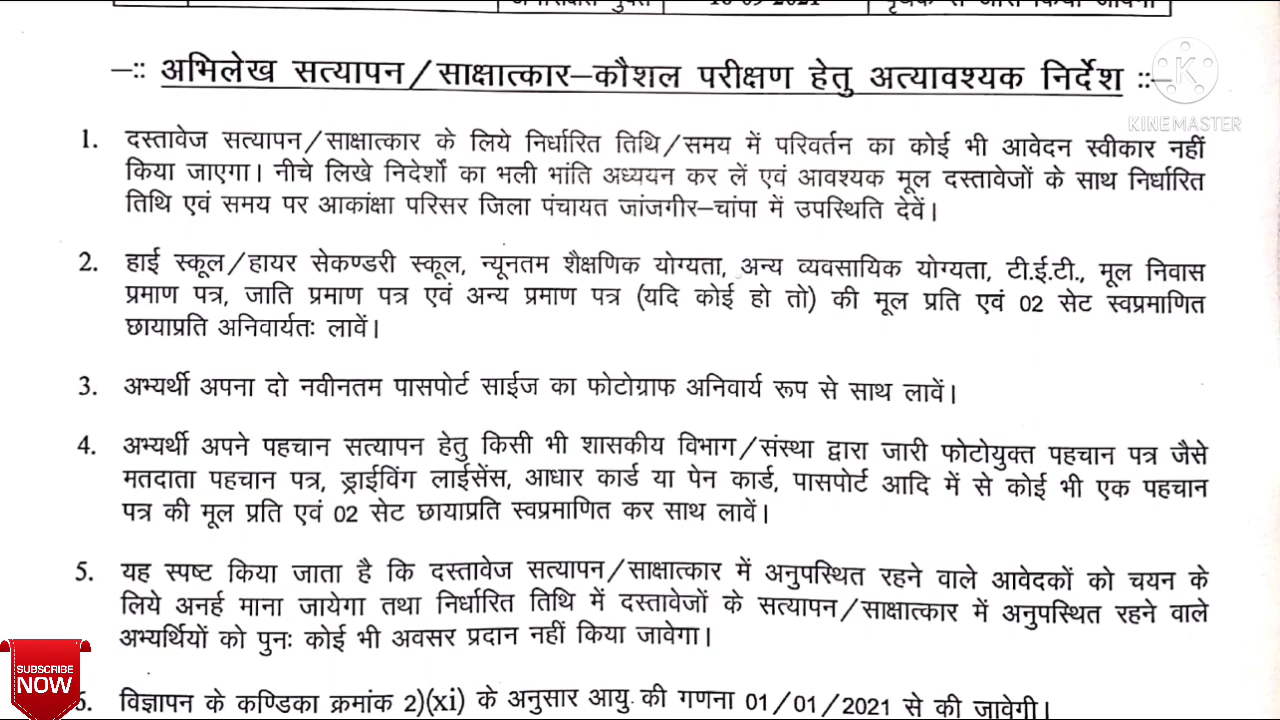 10-09-2021
-:: अभिलेख सत्यापन/साक्षात्कार-कौशल परीक्षण हेतु अत्यावश्यक निर्देश ::-
KINEMASTER
1. दस्तावेज सत्यापन/साक्षात्कार के लिये निर्धारित तिथि/समय में परिवर्तन का कोई भी आवेदन स्वीकार नहीं
किया जाएगा। नीचे लिखे निदेर्शों का भली भांति अध्ययन कर लें एवं आवश्यक मूल दस्तावेजों के साथ निर्धारित
तिथि एवं समय पर आकांक्षा परिसर जिला पंचायत जांजगीर-चांपा में उपस्थिति देवें।
2. हाई स्कूल/हायर सेकण्डरी स्कूल, न्यूनतम शैक्षणिक योग्यता, अन्य व्यवसायिक योग्यता, टी.ई.टी., मूल निवास
प्रमाण पत्र, जाति प्रमाण पत्र एवं अन्य प्रमाण पत्र (यदि कोई हो तो) की मूल प्रति एवं 02 सेट स्वप्रमाणित
छायाप्रति अनिवार्यतः लावें।
3. अभ्यर्थी अपना दो नवीनतम पासपोर्ट साईज का फोटोग्राफ अनिवार्य रूप से साथ लावें।
4. अभ्यर्थी अपने पहचान सत्यापन हेतु किसी भी शासकीय विभाग/संस्था द्वारा जारी फोटोयुक्त पहचान पत्र जैसे
मतदाता पहचान पत्र, ड्राईविंग लाईसेंस, आधार कार्ड या पेन कार्ड, पासपोर्ट आदि में से कोई भी एक पहचान
पत्र की मूल प्रति एवं 02 सेट छायाप्रति स्वप्रमाणित कर साथ लावें।
5. यह स्पष्ट किया जाता है कि दस्तावेज सत्यापन/साक्षात्कार में अनुपस्थित रहने वाले आवेदकों को चयन के
लिये अनर्ह माना जायेगा तथा निर्धारित तिथि में दस्तावेजों के सत्यापन/साक्षात्कार में अनुपस्थित रहने वाले
अभ्यर्थियों को पुनः कोई भी अवसर प्रदान नहीं किया जावेगा।
SUBSCRIBE
NOW
6. विज्ञापन के कण्डिका क्रमांक 2)(xi) के अनुसार आयु की गणना 01/01/2021 से की जावेगी।